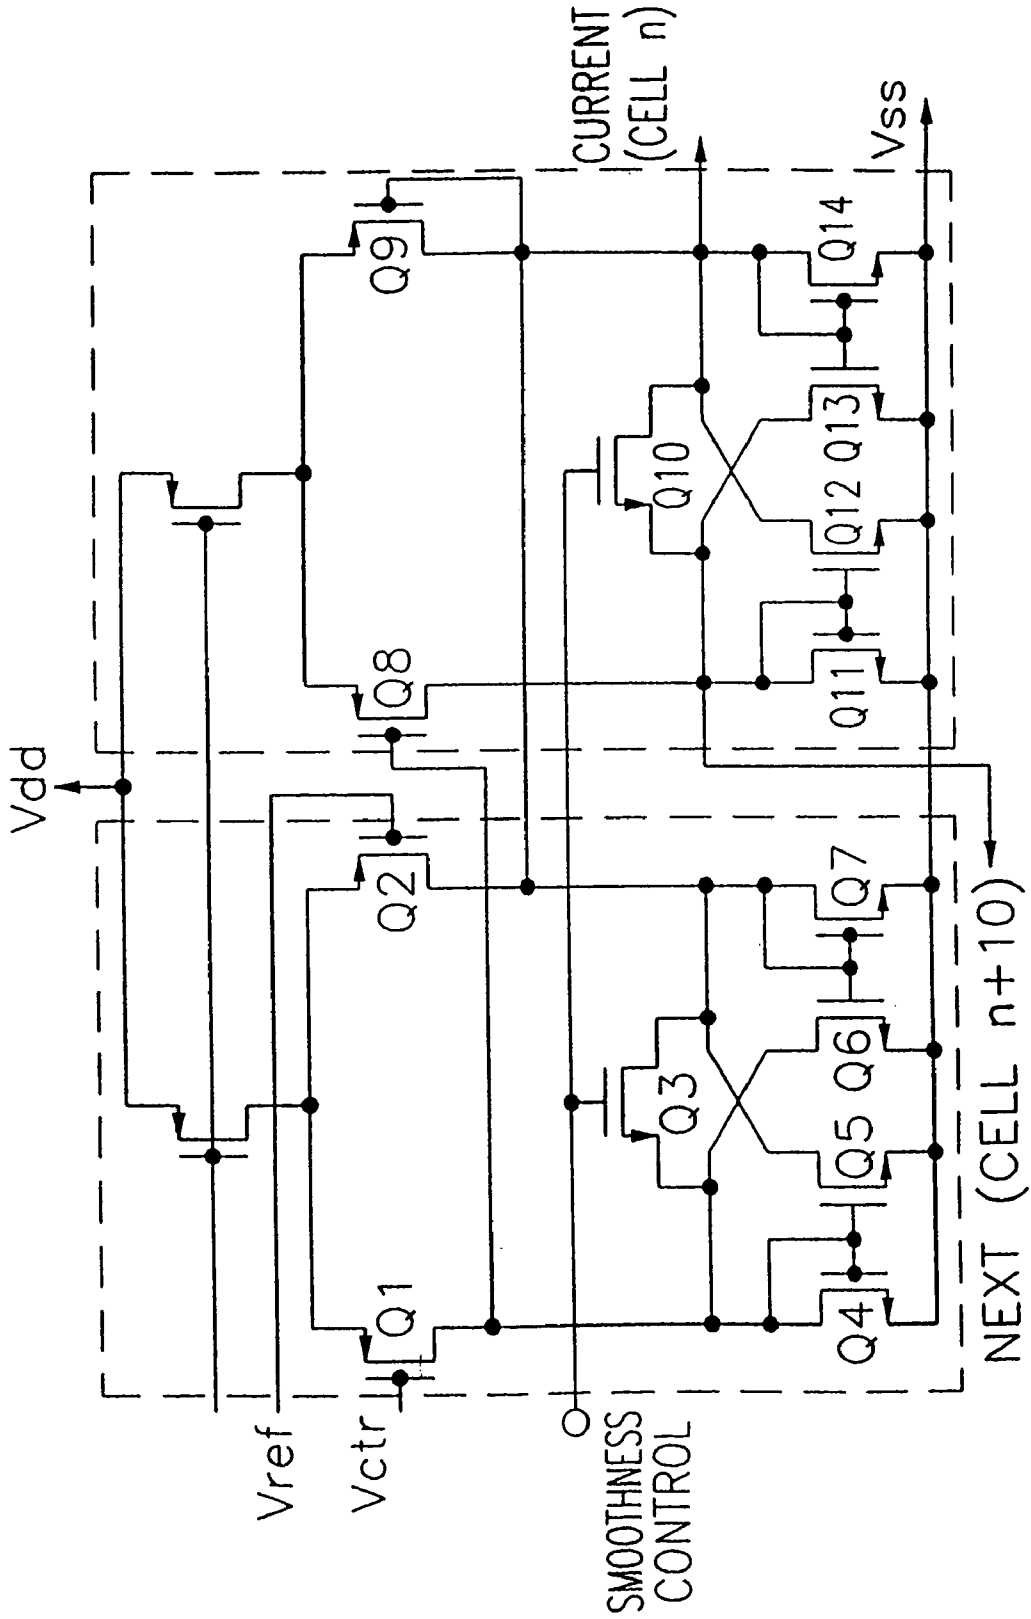 Vdd
Vref
Vctr
SMOOTHNESS
CONTROL
Q1
Q2
Q3
Q4
Q5
Q6
Q7
Q8
Q9
Q10
Q11
Q12
Q13
Q14
CURRENT
(CELL n)
Vss
NEXT (CELL n+10)